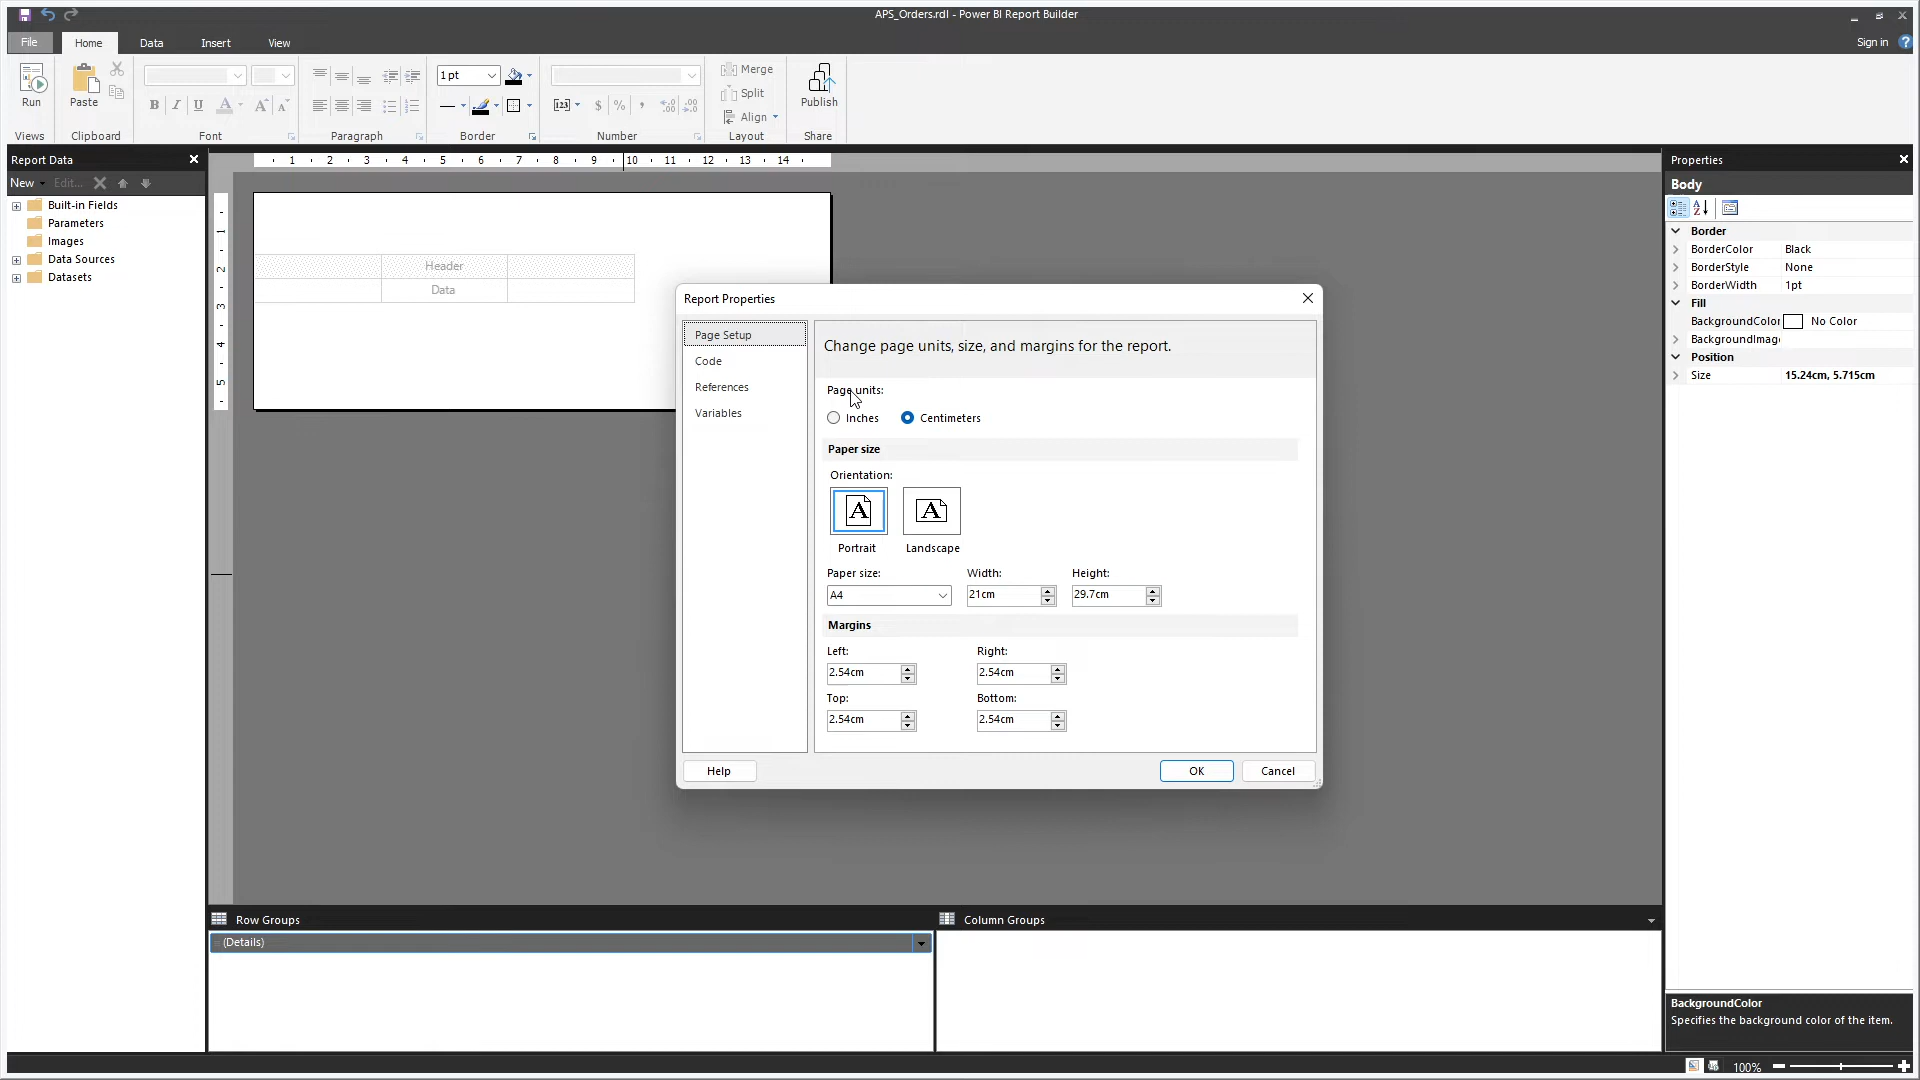 APS_Orders.rdl - Power BI Report Builder
File Home Data Insert View
Sign in
Run
Paste
B I U A A A
1 pt
123 $ % ,
Merge
Split
Align
Publish
Views Clipboard Font Paragraph Border Number Layout Share
Report Data
New Edit...
Built-in Fields
Parameters
Images
Data Sources
Datasets
1 2 3 4 5 6 7 8 9 10 11 12 13 14
1
2
3
4
5
Header
Data
Report Properties
Page Setup
Code
References
Variables
Change page units, size, and margins for the report.
Page units:
Inches Centimeters
Paper size
Orientation:
A A
Portrait Landscape
Paper size: Width: Height:
A4 21cm 29.7cm
Margins
Left: Right:
2.54cm 2.54cm
Top: Bottom:
2.54cm 2.54cm
Help OK Cancel
Properties
Body
Border
BorderColor Black
BorderStyle None
BorderWidth 1pt
Fill
BackgroundColor No Color
BackgroundImage
Position
Size 15.24cm, 5.715cm
BackgroundColor
Specifies the background color of the item.
Row Groups
(Details)
Column Groups
100%